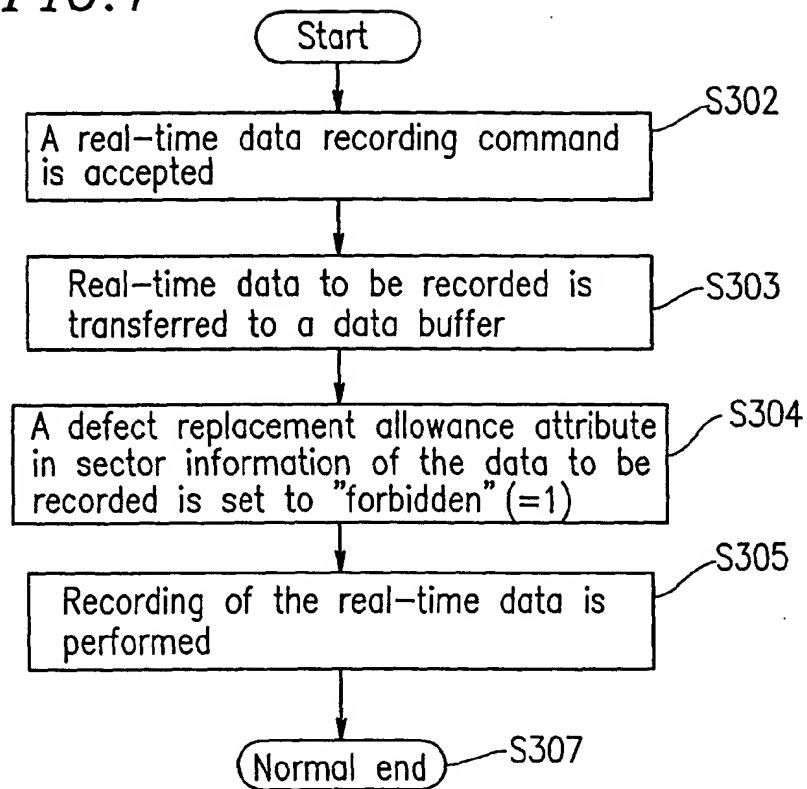 FIG. 7
Start
S302
A real-time data recording command
is accepted
S303
Real-time data to be recorded is
transferred to a data buffer
S304
A defect replacement allowance attribute
in sector information of the data to be
recorded is set to "forbidden"(=1)
S305
Recording of the real-time data is
performed
S307
Normal end